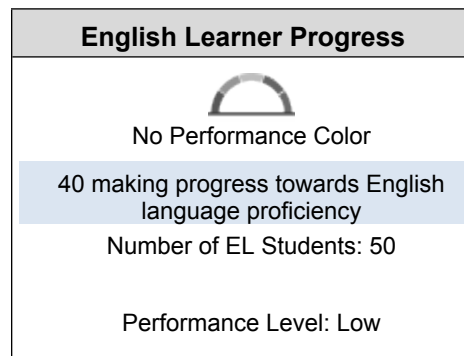 English Learner Progress
No Performance Color
40 making progress towards English
language proficiency
Number of EL Students: 50
Performance Level: Low